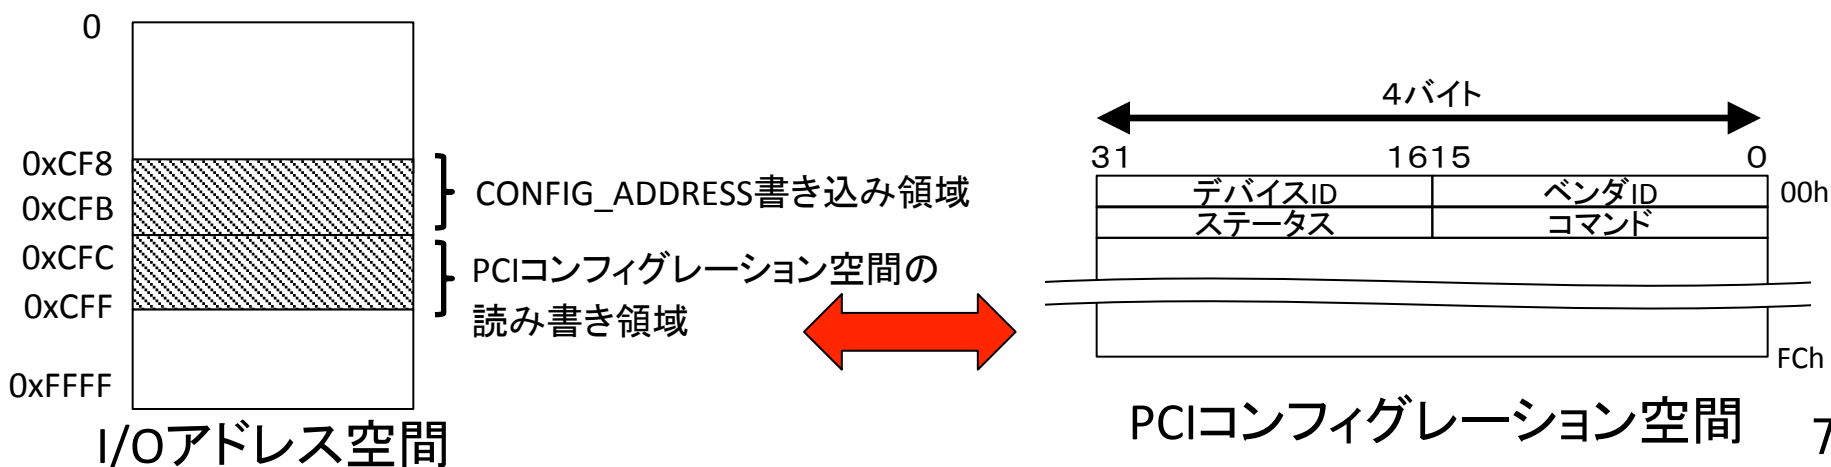 0
0xCF8
0xCFB
0xCFC
0xCFF
0xFFFF
CONFIG_ADDRESS書き込み領域
PCIコンフィグレーション空間の
読み書き領域
I/Oアドレス空間
4バイト
31 1615 0
デバイスID ベンダID 00h
ステータス コマンド
FCh
PCIコンフィグレーション空間
7